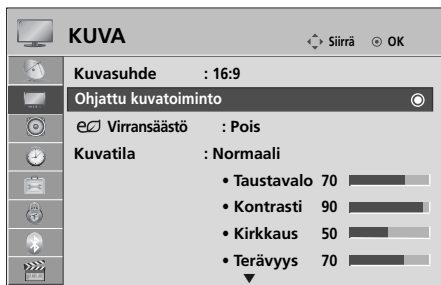 KUVA
Siirrä OK
Kuvasuhde : 16:9
Ohjattu kuvatoiminto
Virransäästö : Pois
Kuvatila : Normaali
• Taustavalo 70
• Kontrasti 90
• Kirkkaus 50
• Terävyys 70